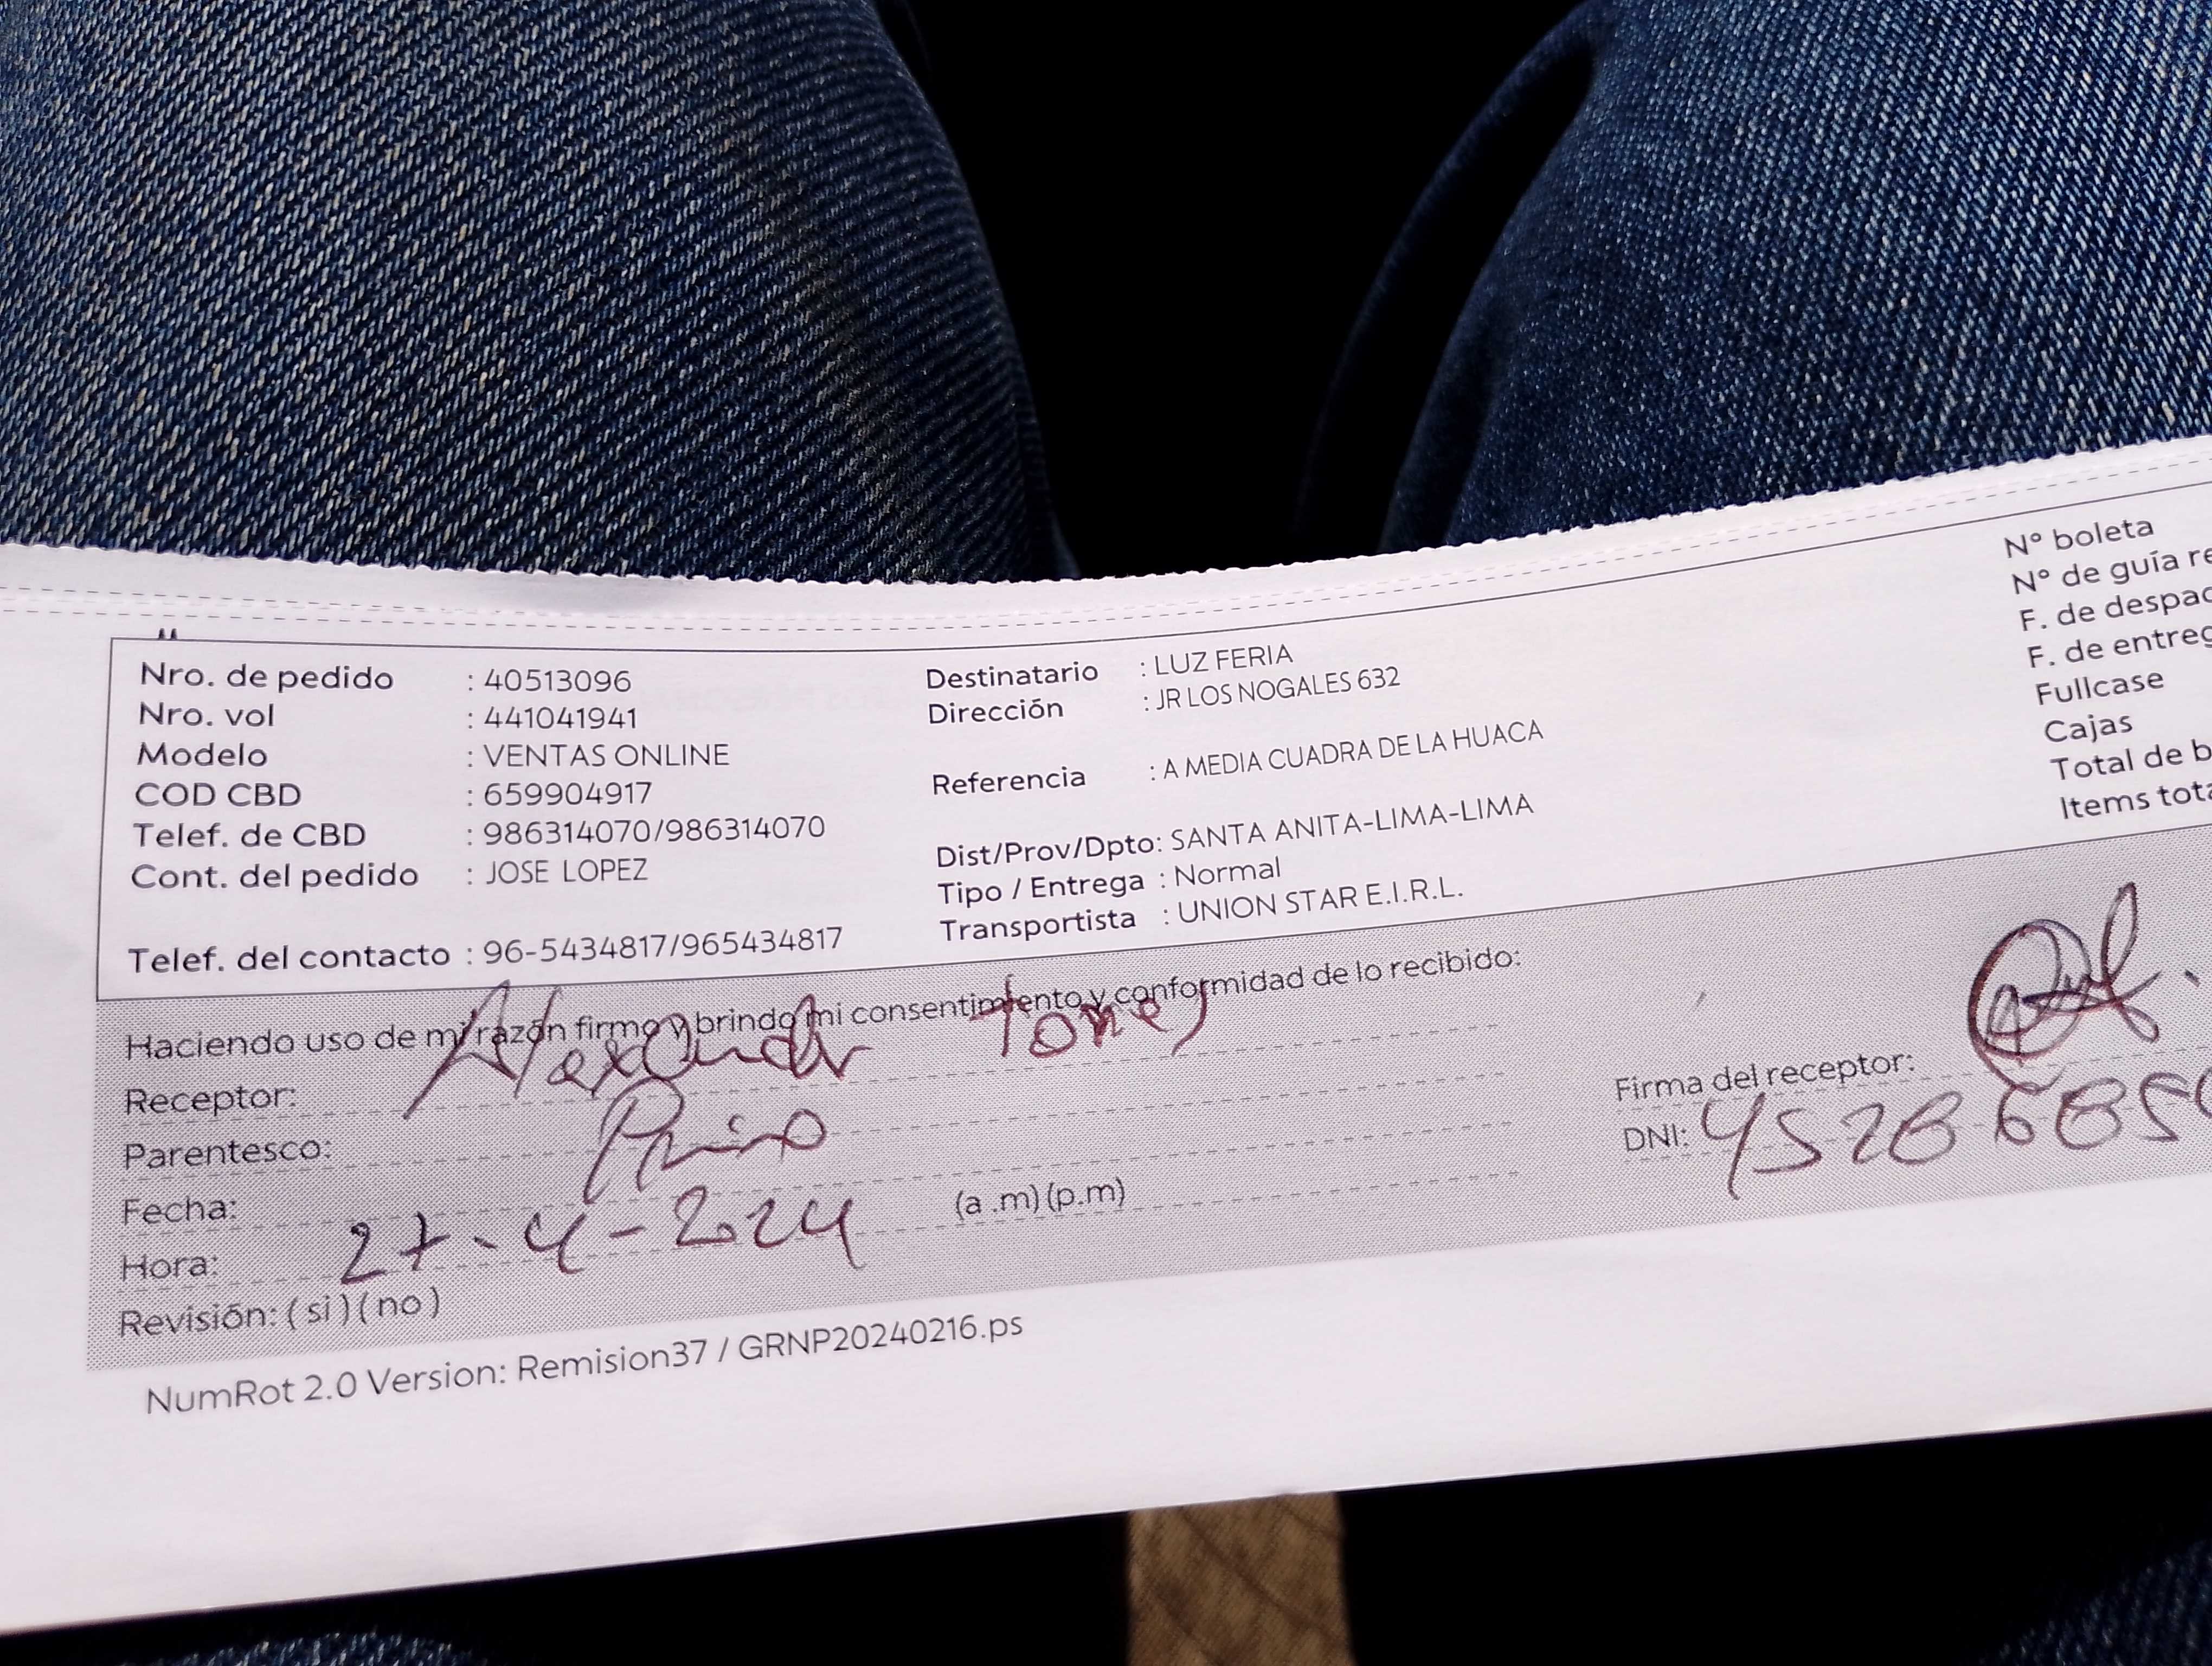 Nro. de pedido : 40513096
Nro. vol : 441041941
Modelo : VENTAS ONLINE
COD CBD : 659904917
Telef. de CBD : 986314070/986314070
Cont. del pedido : JOSE LOPEZ
Telef. del contacto : 96-5434817/965434817
Destinatario : LUZ FERIA
Dirección : JR LOS NOGALES 632
Referencia : A MEDIA CUADRA DE LA HUACA
Dist/Prov/Dpto: SANTA ANITA-LIMA-LIMA
Tipo / Entrega : Normal
Transportista : UNION STAR E.I.R.L.
N° boleta
N° de guía re
F. de despac
F. de entreg
Fullcase
Cajas
Total de b
Items tota
Haciendo uso de mi razón firmo y brindo mi consentimiento y conformidad de lo recibido:
Receptor: Alexander Torres
Parentesco: Primo
Fecha: 27-4-2024
Hora: (a .m) (p.m)
Revisión: ( si ) ( no )
Firma del receptor:
DNI: 4528685
NumRot 2.0 Version: Remision37 / GRNP20240216.ps